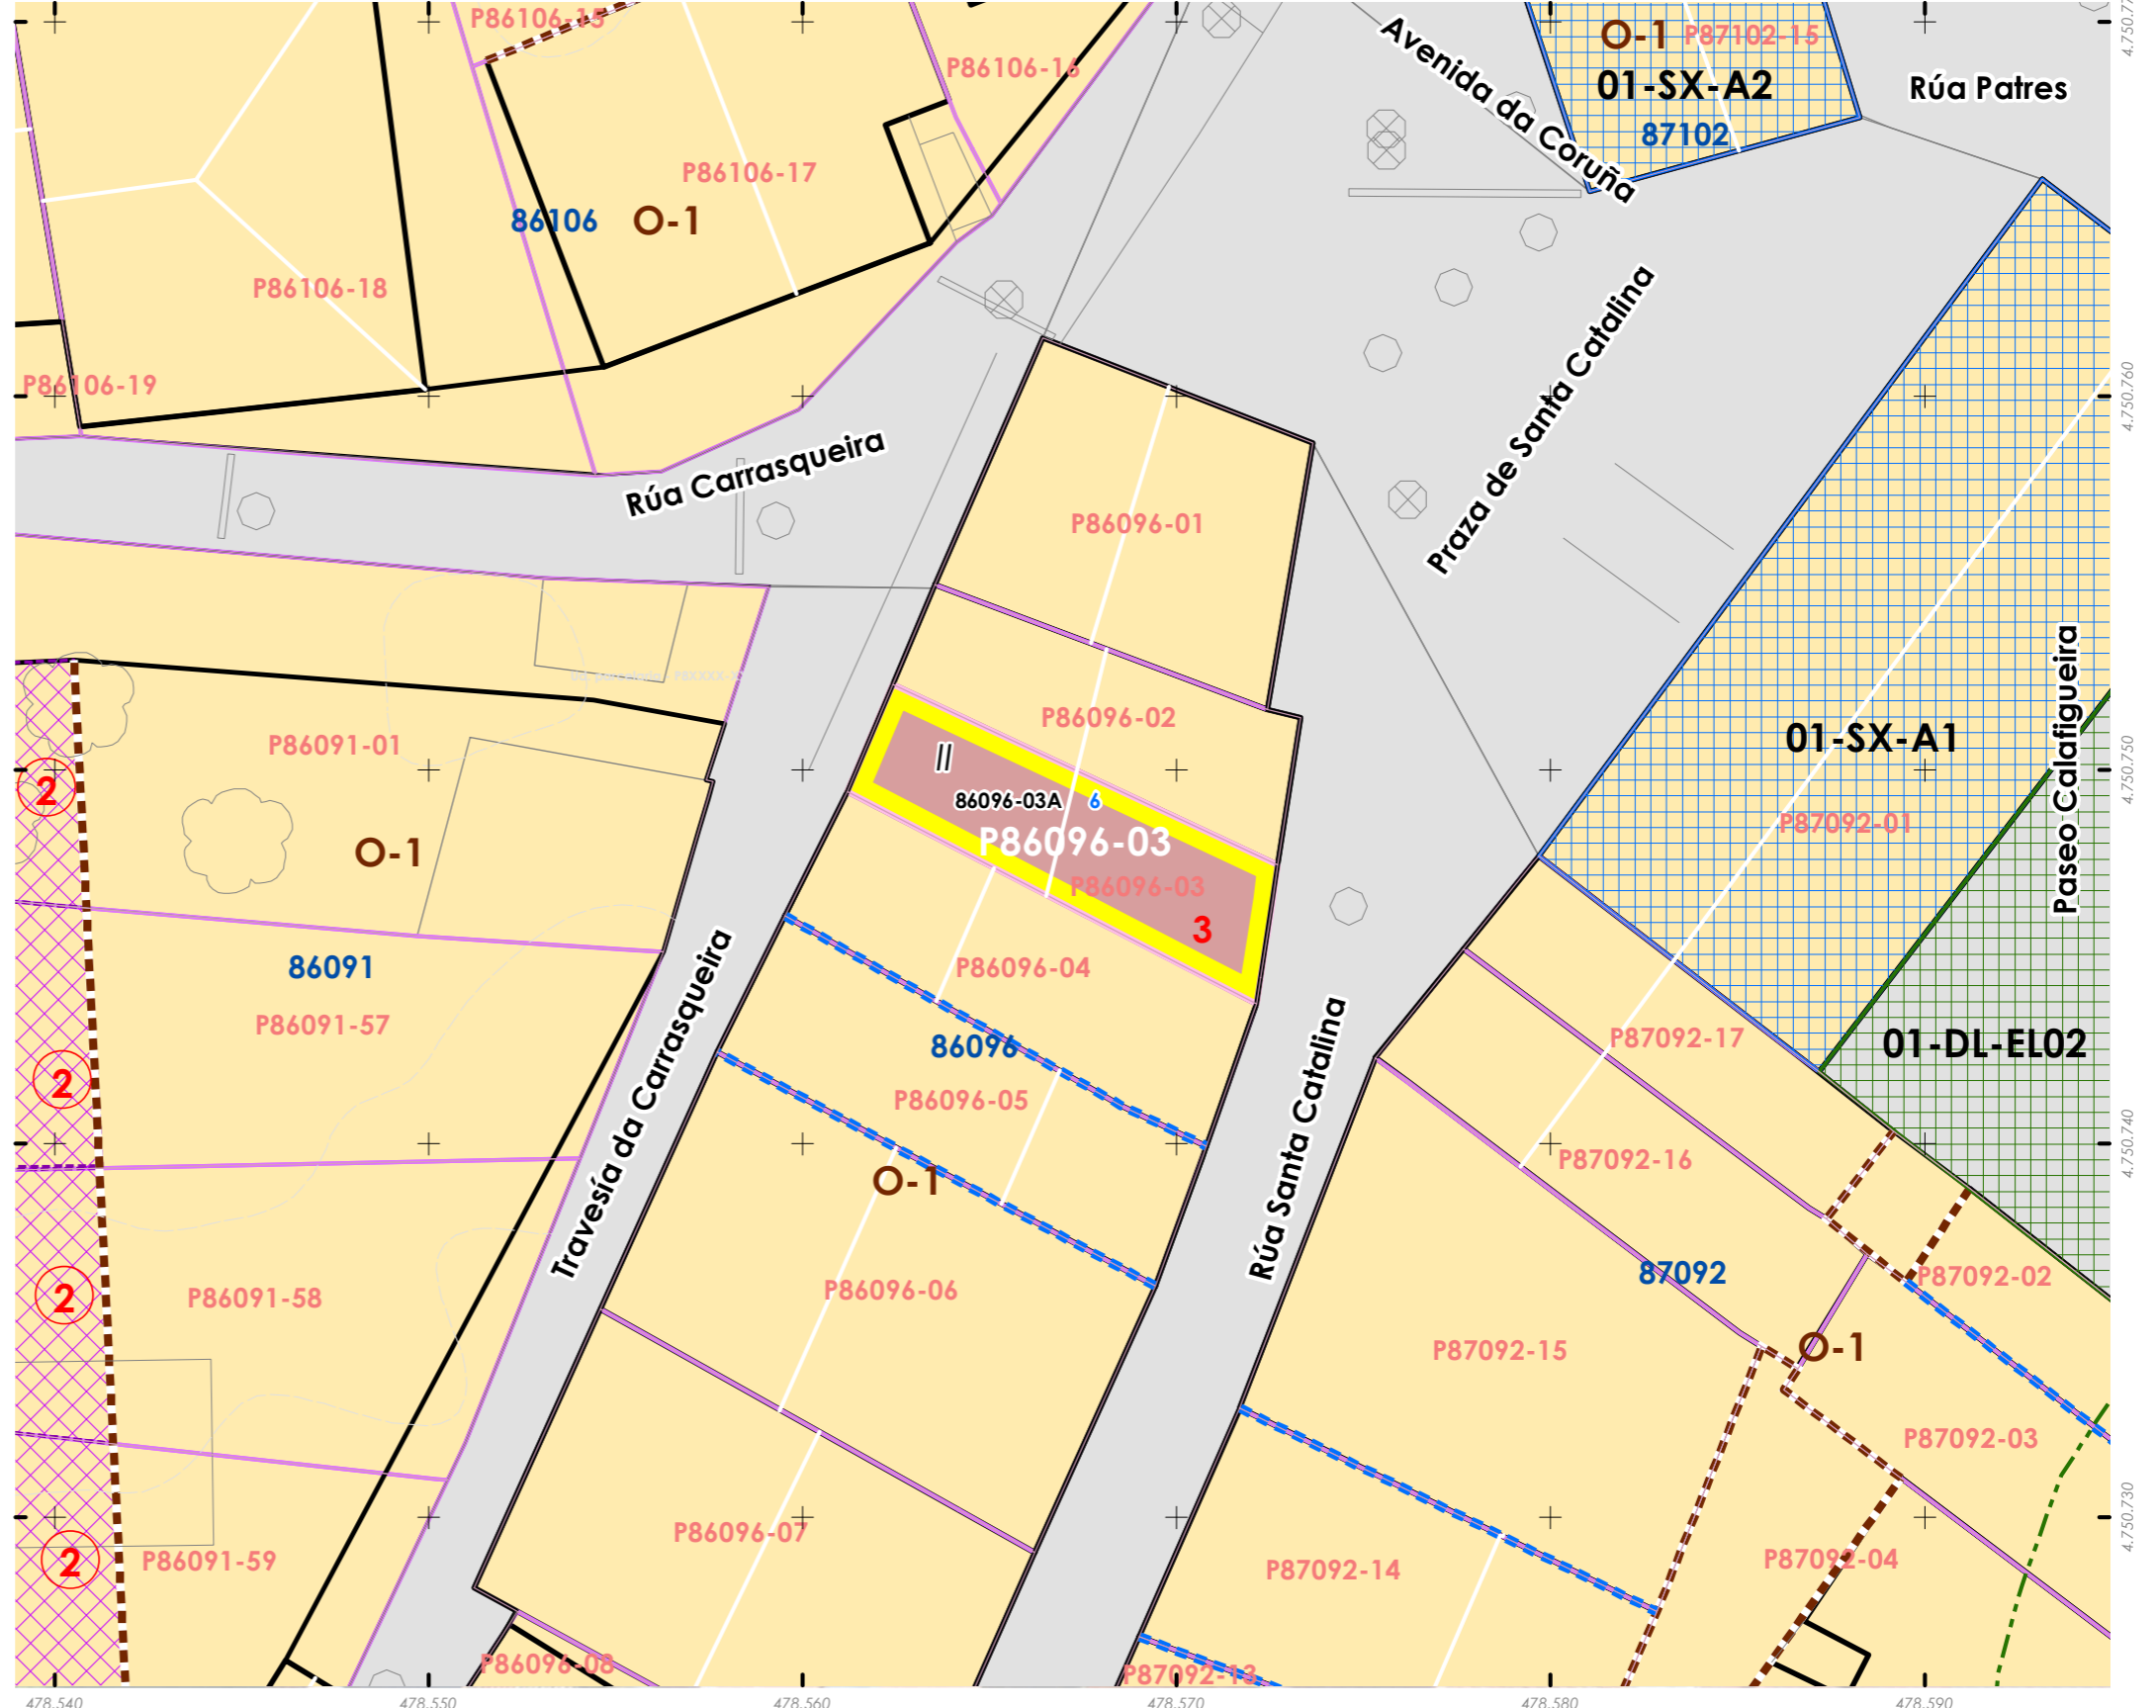 P86106-15
O-1 P87102-15
4.750.77
Avenida da Coruña
P86106-16
01-SX-A2
Rúa Patres
87102
P86106-17
86106 O-1
P86106-18
Praza de Santa Catalina
P86106-19
4.750.760
Rúa Carrasqueira
P86096-01
P86096-02
P86091-01
II
01-SX-A1
4.750.750
Paseo Calafigueira
2
86096-03A 6
P86096-03
P87092-01
O-1
P86096-03
3
86091
P86096-04
P86091-57
86096
P87092-17
01-DL-EL02
2
P86096-05
Travesía da Carrasqueira
Rúa Santa Catalina
4.750.740
P87092-16
O-1
87092
P87092-02
2
P86091-58
P86096-06
P87092-15
O-1
P87092-03
4.750.730
P86096-07
2
P86091-59
P87092-14
P87092-04
P86096-08
P87092-13
478.540
478.550
478.560
478.570
478.580
478.590